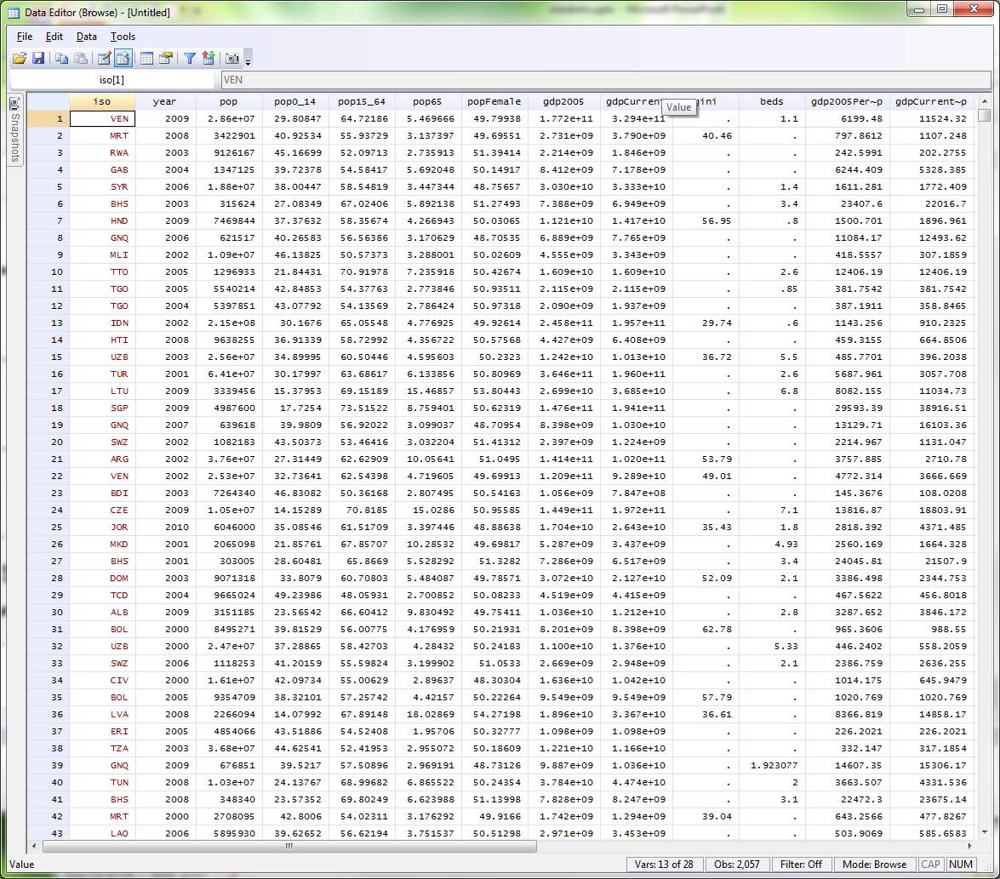 Data Editor (Browse) - [Untitled]
File Edit Data Tools
iso[1] VEN
Snapshots
iso year pop pop0_14 pop15_64 pop65 popFemale gdp2005 gdpCurrent gini beds gdp2005Per~p gdpCurrent~p
Value
1 VEN 2009 2.86e+07 29.80847 64.72186 5.469666 49.79938 1.772e+11 3.294e+11 . 1.1 6199.48 11524.32
2 MRT 2008 3422901 40.92534 55.93729 3.137397 49.69551 2.731e+09 3.790e+09 40.46 . 797.8612 1107.248
3 RWA 2003 9126167 45.16699 52.09713 2.735913 51.39414 2.214e+09 1.846e+09 . . 242.5991 202.2755
4 GAB 2004 1347125 39.72378 54.58417 5.692048 50.14917 8.412e+09 7.178e+09 . . 6244.409 5328.385
5 SYR 2006 1.88e+07 38.00447 58.54819 3.447344 48.75657 3.030e+10 3.333e+10 . 1.4 1611.281 1772.409
6 BHS 2003 315624 27.08349 67.02406 5.892138 51.27493 7.388e+09 6.949e+09 . 3.4 23407.6 22016.7
7 HND 2009 7469844 37.37632 58.35674 4.266943 50.03065 1.121e+10 1.417e+10 56.95 .8 1500.701 1896.961
8 GNQ 2006 621517 40.26583 56.56386 3.170629 48.70535 6.889e+09 7.765e+09 . . 11084.17 12493.62
9 MLI 2002 1.09e+07 46.13825 50.57373 3.288001 50.02609 4.555e+09 3.343e+09 . . 418.5557 307.1859
10 TTO 2005 1296933 21.84431 70.91978 7.235918 50.42674 1.609e+10 1.609e+10 . 2.6 12406.19 12406.19
11 TGO 2005 5540214 42.84853 54.37763 2.773846 50.93511 2.115e+09 2.115e+09 . .85 381.7542 381.7542
12 TGO 2004 5397851 43.07792 54.13569 2.786424 50.97318 2.090e+09 1.937e+09 . . 387.1911 358.8465
13 IDN 2002 2.15e+08 30.1676 65.05548 4.776925 49.92614 2.458e+11 1.957e+11 29.74 .6 1143.256 910.2325
14 HTI 2008 9638255 36.91339 58.72992 4.356722 50.57568 4.427e+09 6.408e+09 . . 459.3155 664.8506
15 UZB 2003 2.56e+07 34.89995 60.50446 4.595603 50.2323 1.242e+10 1.013e+10 36.72 5.5 485.7701 396.2038
16 TUR 2001 6.41e+07 30.17997 63.68617 6.133856 50.80969 3.646e+11 1.960e+11 . 2.6 5687.961 3057.708
17 LTU 2009 3339456 15.37953 69.15189 15.46857 53.80443 2.699e+10 3.685e+10 . 6.8 8082.155 11034.73
18 SGP 2009 4987600 17.7254 73.51522 8.759401 50.62319 1.476e+11 1.941e+11 . . 29593.39 38916.51
19 GNQ 2007 639618 39.9809 56.92022 3.099037 48.70954 8.398e+09 1.030e+10 . . 13129.71 16103.36
20 SWZ 2002 1082183 43.50373 53.46416 3.032204 51.41312 2.397e+09 1.224e+09 . . 2214.967 1131.047
21 ARG 2002 3.76e+07 27.31449 62.62909 10.05641 51.0495 1.414e+11 1.020e+11 53.79 . 3757.885 2710.78
22 VEN 2002 2.53e+07 32.73641 62.54398 4.719605 49.69913 1.209e+11 9.289e+10 49.01 . 4772.314 3666.669
23 BDI 2003 7264340 46.83082 50.36168 2.807495 50.54163 1.056e+09 7.847e+08 . . 145.3676 108.0208
24 CZE 2009 1.05e+07 14.15289 70.8185 15.0286 50.95585 1.449e+11 1.972e+11 . 7.1 13816.87 18803.91
25 JOR 2010 6046000 35.08546 61.51709 3.397446 48.88638 1.704e+10 2.643e+10 35.43 1.8 2818.392 4371.485
26 MKD 2001 2065098 21.85761 67.85707 10.28532 49.69817 5.287e+09 3.437e+09 . 4.93 2560.169 1664.328
27 BHS 2001 303005 28.60481 65.8669 5.528292 51.3282 7.286e+09 6.517e+09 . 3.4 24045.81 21507.9
28 DOM 2003 9071318 33.8079 60.70803 5.484087 49.78571 3.072e+10 2.127e+10 52.09 2.1 3386.498 2344.753
29 TCD 2004 9665024 49.23986 48.05931 2.700852 50.08233 4.519e+09 4.415e+09 . . 467.5622 456.8018
30 ALB 2009 3151185 23.56542 66.60412 9.830492 49.75411 1.036e+10 1.212e+10 . 2.8 3287.652 3846.172
31 BOL 2000 8495271 39.81529 56.00775 4.176959 50.21931 8.201e+09 8.398e+09 62.78 . 965.3606 988.55
32 UZB 2000 2.47e+07 37.28865 58.42703 4.28432 50.24183 1.100e+10 1.376e+10 . 5.33 446.2402 558.2059
33 SWZ 2006 1118253 41.20159 55.59824 3.199902 51.0533 2.669e+09 2.948e+09 . 2.1 2386.759 2636.255
34 CIV 2000 1.61e+07 42.09734 55.00629 2.89637 48.30304 1.636e+10 1.042e+10 . . 1014.175 645.9479
35 BOL 2005 9354709 38.32101 57.25742 4.42157 50.22264 9.549e+09 9.549e+09 57.79 . 1020.769 1020.769
36 LVA 2008 2266094 14.07992 67.89148 18.02869 54.27198 1.896e+10 3.367e+10 36.61 . 8366.819 14858.17
37 ERI 2005 4854066 43.51886 54.52408 1.95706 50.32777 1.098e+09 1.098e+09 . . 226.2021 226.2021
38 TZA 2003 3.68e+07 44.62541 52.41953 2.955072 50.18609 1.221e+10 1.166e+10 . . 332.147 317.1854
39 GNQ 2009 676851 39.5217 57.50896 2.969191 48.73126 9.887e+09 1.036e+10 . 1.923077 14607.35 15306.17
40 TUN 2008 1.03e+07 24.13767 68.99682 6.865522 50.24354 3.784e+10 4.474e+10 . 2 3663.507 4331.536
41 BHS 2008 348340 23.57352 69.80249 6.623988 51.13998 7.828e+09 8.247e+09 . 3.1 22472.3 23675.14
42 MRT 2000 2708095 42.8006 54.02311 3.176292 49.9166 1.742e+09 1.294e+09 39.04 . 643.2566 477.8267
43 LAO 2006 5895930 39.62652 56.62194 3.751537 50.51298 2.971e+09 3.453e+09 . . 503.9069 585.6583
Value Vars: 13 of 28 Obs: 2,057 Filter: Off Mode: Browse CAP NUM